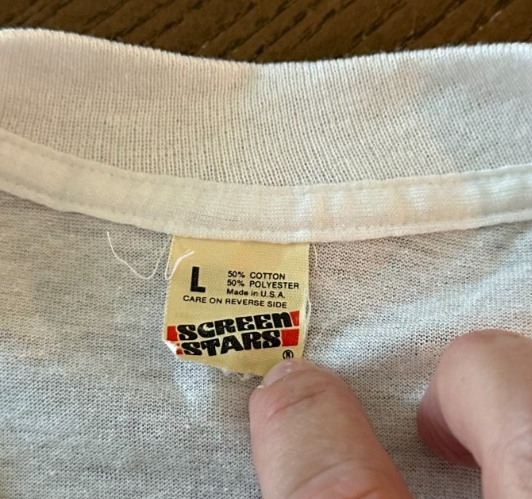 L
50% COTTON
50% POLYESTER
Made in U.S.A.
CARE ON REVERSE SIDE
SCREEN
STARS
®